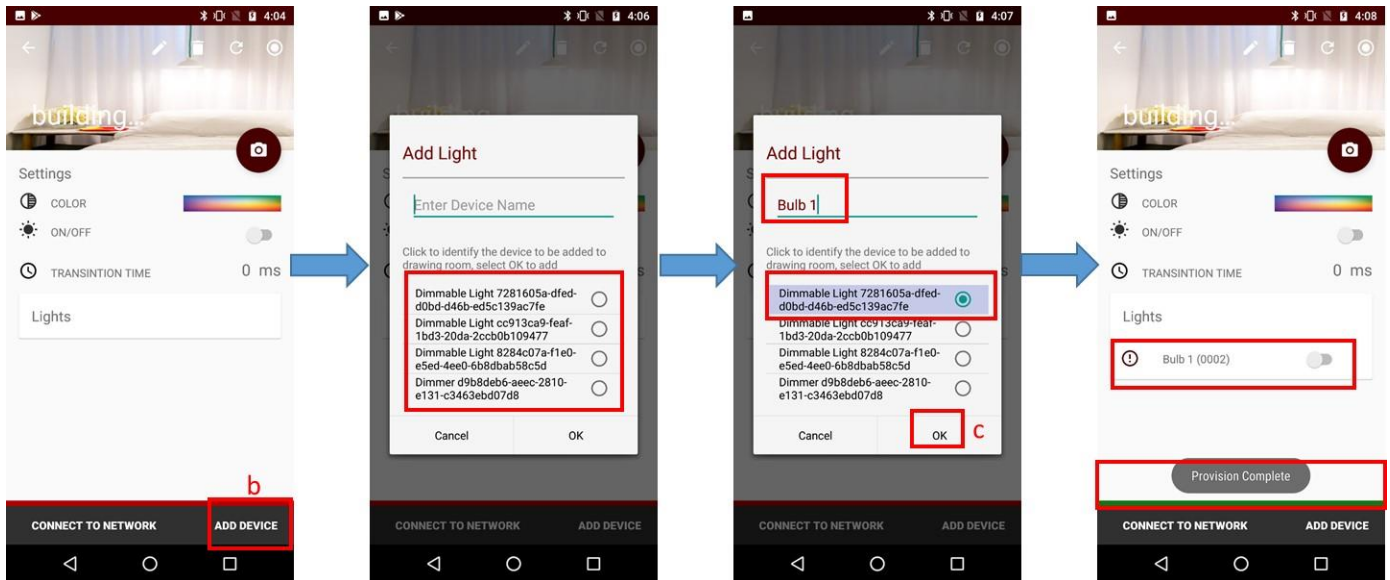 4:04
building...
Settings
COLOR
ON/OFF
TRANSINTION TIME 0 ms
Lights
b
CONNECT TO NETWORK ADD DEVICE
4:06
Add Light
Enter Device Name
Click to identify the device to be added to
drawing room, select OK to add
Dimmable Light 7281605a-dfed-
d0bd-d46b-ed5c139ac7fe
Dimmable Light cc913ca9-feaf-
1bd3-20da-2ccb0b109477
Dimmable Light 8284c07a-f1e0-
e5ed-4ee0-6b8dbab58c5d
Dimmer d9b8deb6-aeec-2810-
e131-c3463ebd07d8
Cancel OK
CONNECT TO NETWORK ADD DEVICE
4:07
Add Light
Bulb 1
Click to identify the device to be added to
drawing room, select OK to add
Dimmable Light 7281605a-dfed-
d0bd-d46b-ed5c139ac7fe
Dimmable Light cc913ca9-feaf-
1bd3-20da-2ccb0b109477
Dimmable Light 8284c07a-f1e0-
e5ed-4ee0-6b8dbab58c5d
Dimmer d9b8deb6-aeec-2810-
e131-c3463ebd07d8
Cancel OK c
CONNECT TO NETWORK ADD DEVICE
4:08
building...
Settings
COLOR
ON/OFF
TRANSINTION TIME 0 ms
Lights
Bulb 1 (0002)
Provision Complete
CONNECT TO NETWORK ADD DEVICE